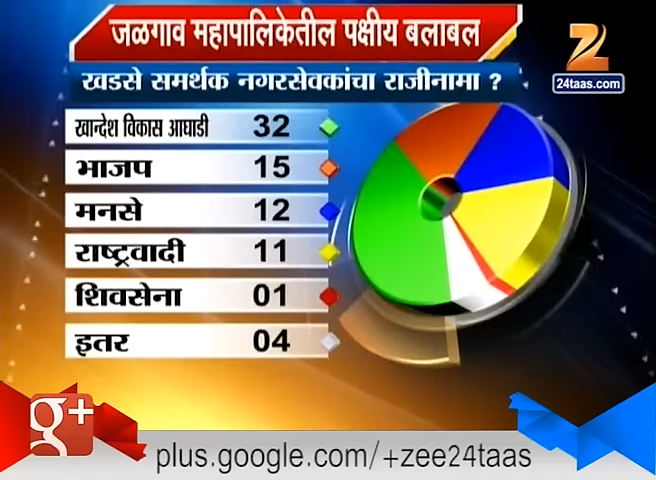 जळगाव महापालिकेतील पक्षीय बलाबल
खडसे समर्थक नगरसेवकांचा राजीनामा ?
24taas.com
खान्देश विकास आघाडी 32
भाजप 15
मनसे 12
राष्ट्रवादी 11
शिवसेना 01
इतर 04
g+
plus.google.com/+zee24taas